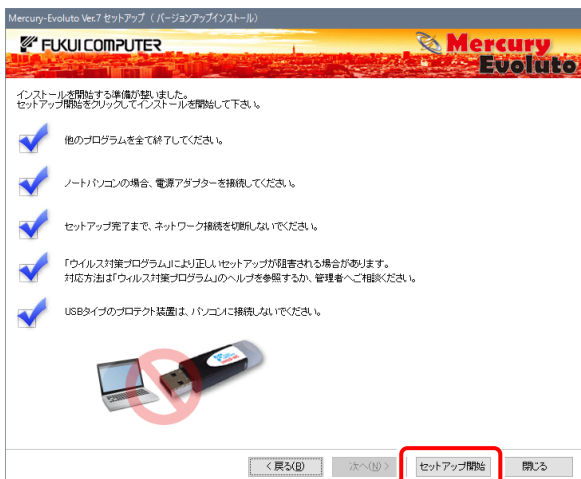 Mercury-Evoluto Ver.7 セットアップ （バージョンアップインストール）
FUKUI COMPUTER
Mercury
Evoluto
インストールを開始する準備が整いました。
セットアップ開始をクリックしてインストールを開始して下さい。
他のプログラムを全て終了してください。
ノートパソコンの場合、電源アダプターを接続してください。
セットアップ完了まで、ネットワーク接続を切断しないでください。
「ウイルス対策プログラム」により正しいセットアップが阻害される場合があります。
対応方法は「ウィルス対策プログラム」のヘルプを参照するか、管理者へご相談ください。
USBタイプのプロテクト装置は、パソコンに接続しないでください。
< 戻る(B) 次へ(N) > セットアップ開始 閉じる